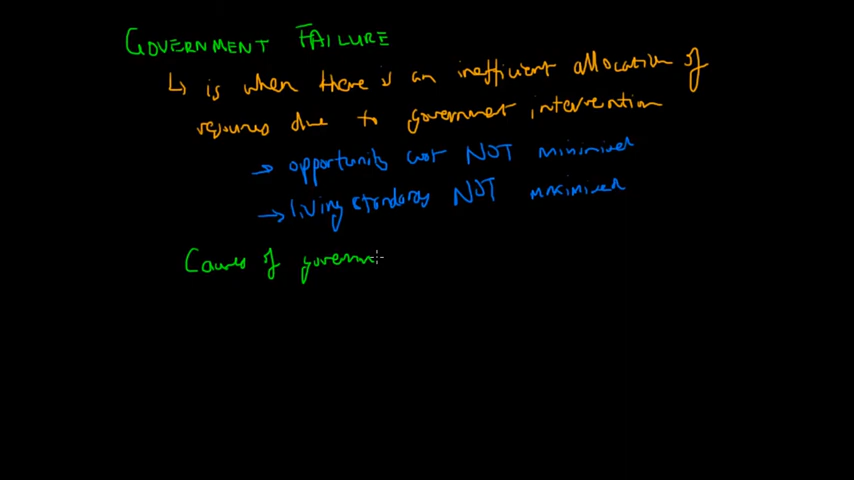 GOVERNMENT FAILURE
↳ is when there is an inefficient allocation of
resources due to government intervention
→ opportunity cost NOT minimised
→ living standards NOT maximised
Causes of governm